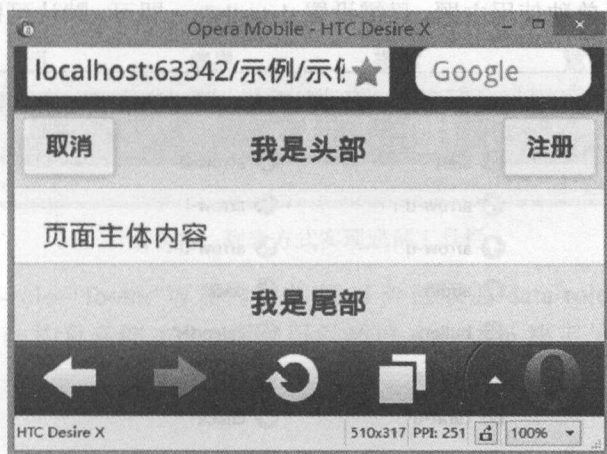 Opera Mobile - HTC Desire X
localhost:63342/示例/示例
Google
取消
我是头部
注册
页面主体内容
我是尾部
HTC Desire X
510x317
PPI: 251
100%